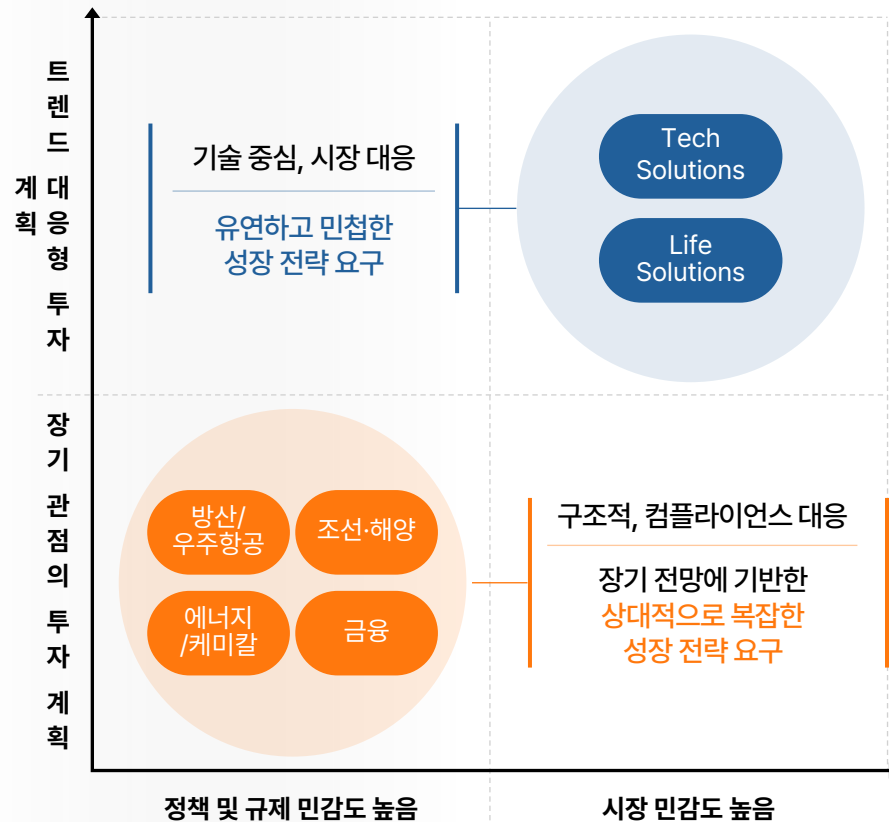 트렌드 대응형 투자
계획
기술 중심, 시장 대응
유연하고 민첩한
성장 전략 요구
Tech
Solutions
Life
Solutions
장기 관점의 투자 계획
방산/
우주항공
조선·해양
에너지
/케미칼
금융
구조적, 컴플라이언스 대응
장기 전망에 기반한
상대적으로 복잡한
성장 전략 요구
정책 및 규제 민감도 높음
시장 민감도 높음